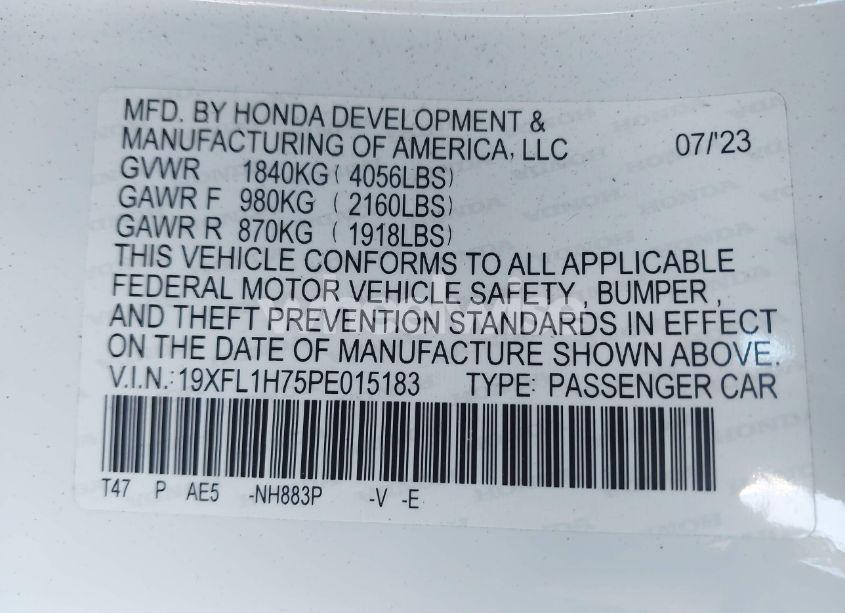 MFD. BY HONDA DEVELOPMENT &
MANUFACTURING OF AMERICA, LLC 07/'23
GVWR 1840KG ( 4056LBS)
GAWR F 980KG ( 2160LBS)
GAWR R 870KG ( 1918LBS)
THIS VEHICLE CONFORMS TO ALL APPLICABLE
FEDERAL MOTOR VEHICLE SAFETY , BUMPER ,
AND THEFT PREVENTION STANDARDS IN EFFECT
ON THE DATE OF MANUFACTURE SHOWN ABOVE.
V.I.N.: 19XFL1H75PE015183 TYPE: PASSENGER CAR
T47 P AE5 -NH883P -V -E